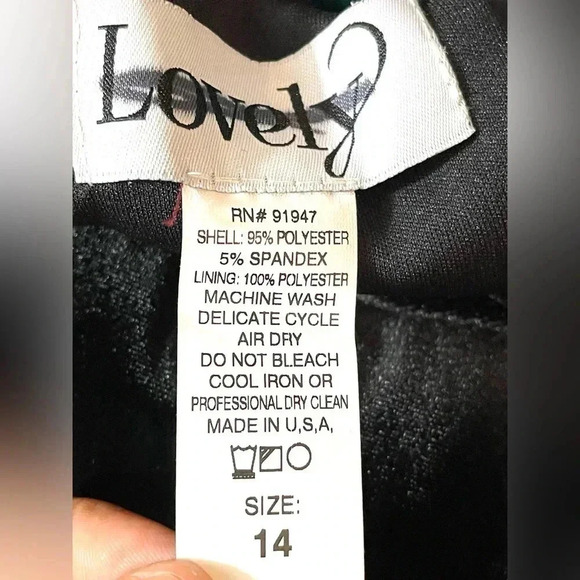 Lovely
RN# 91947
SHELL: 95% POLYESTER
5% SPANDEX
LINING: 100% POLYESTER
MACHINE WASH
DELICATE CYCLE
AIR DRY
DO NOT BLEACH
COOL IRON OR
PROFESSIONAL DRY CLEAN
MADE IN U,S,A,
SIZE:
14